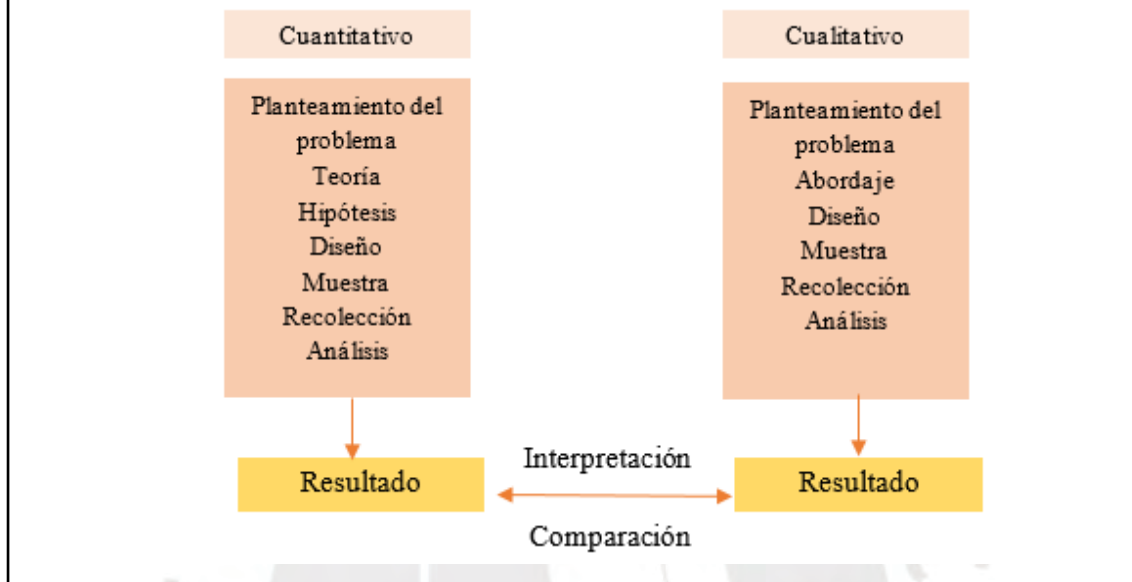 Cuantitativo
Planteamiento del
problema
Teoría
Hipótesis
Diseño
Muestra
Recolección
Análisis
Resultado
Cualitativo
Planteamiento del
problema
Abordaje
Diseño
Muestra
Recolección
Análisis
Resultado
Interpretación
Comparación